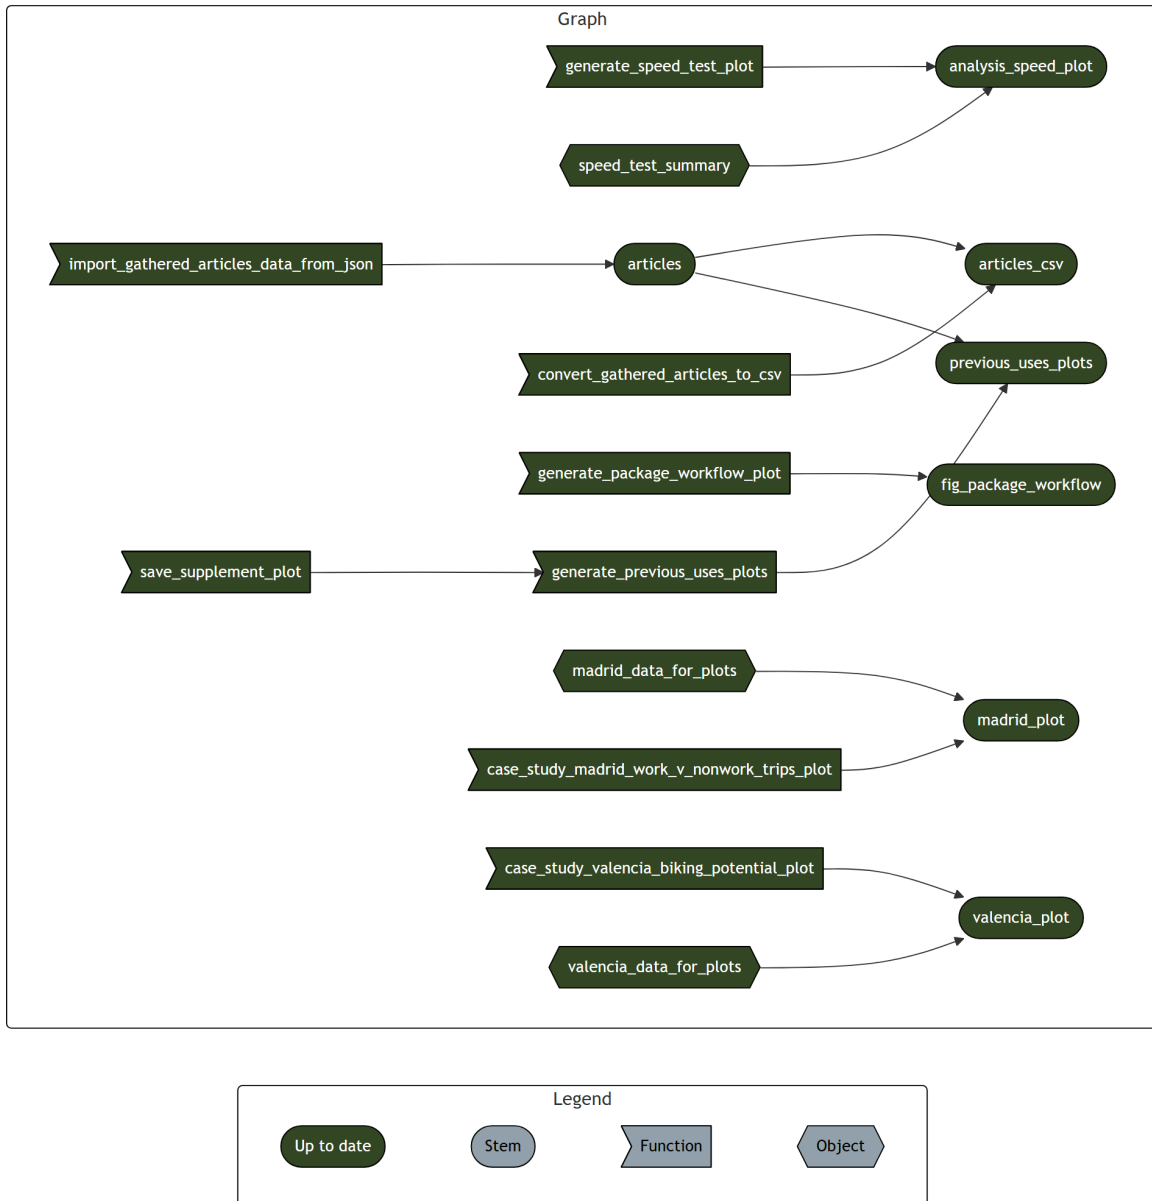 Graph
generate_speed_test_plot
analysis_speed_plot
speed_test_summary
import_gathered_articles_data_from_json
articles
articles_csv
convert_gathered_articles_to_csv
previous_uses_plots
generate_package_workflow_plot
fig_package_workflow
save_supplement_plot
generate_previous_uses_plots
madrid_data_for_plots
madrid_plot
case_study_madrid_work_v_nonwork_trips_plot
case_study_valencia_biking_potential_plot
valencia_plot
valencia_data_for_plots
Legend
Up to date
Stem
Function
Object